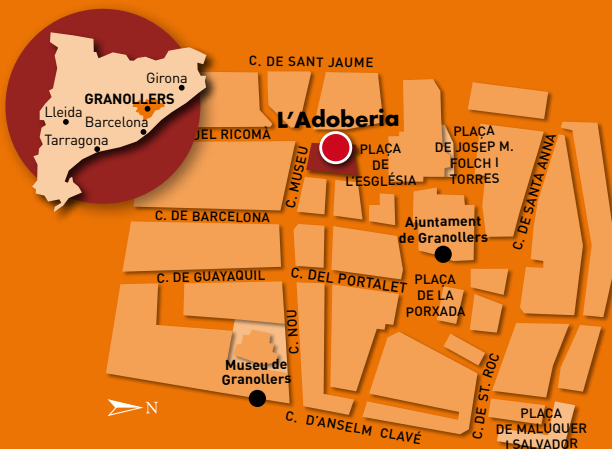 C. DE SANT JAUME
Girona
GRANOLLERS
Lleida
Barcelona
Tarragona
L'Adoberia
DEL RICOMÀ
C. MUSEU
PLAÇA
DE
L'ESGLÉSIA
PLAÇA
DE JOSEP M.
FOLCH I
TORRES
C. DE SANTA ANNA
C. DE BARCELONA
Ajuntament
de Granollers
C. DE GUAYAQUIL
C. DEL PORTALET
PLAÇA
DE LA
PORXADA
C. NOU
Museu de
Granollers
N
C. D'ANSELM CLAVÉ
C. DE ST. ROC
PLAÇA
DE MALUQUER
I SALVADOR